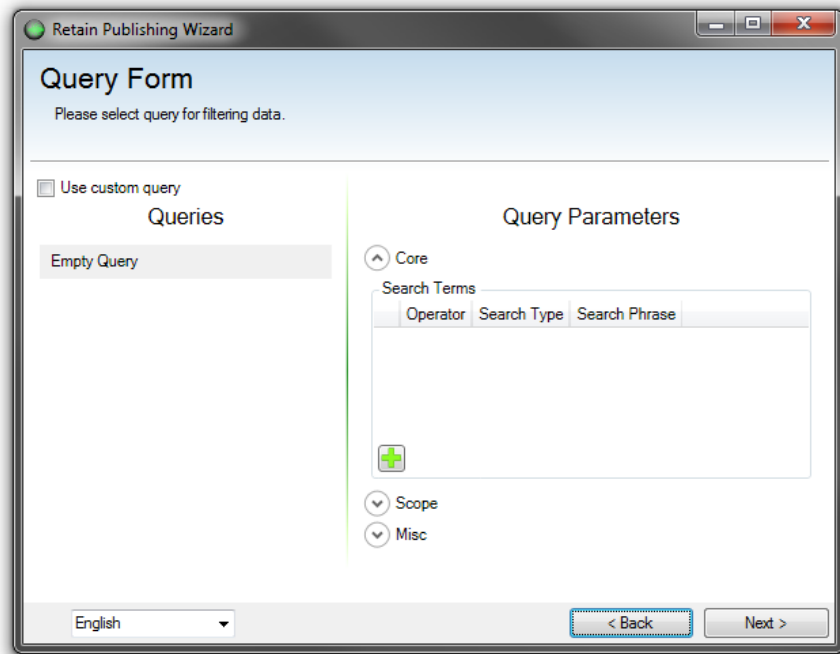 Retain Publishing Wizard
Query Form
Please select query for filtering data.
Use custom query
Queries
Empty Query
Query Parameters
Core
Search Terms
Operator Search Type Search Phrase
Scope
Misc
English
< Back Next >